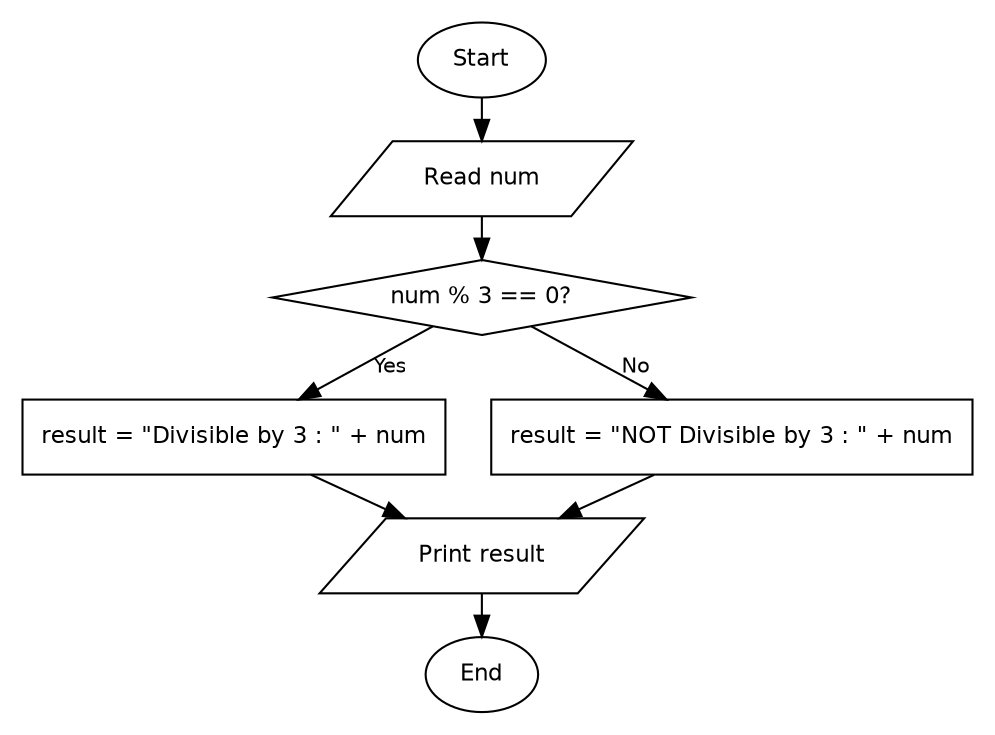 Start
Read num
num % 3 == 0?
Yes
No
result = "Divisible by 3 : " + num
result = "NOT Divisible by 3 : " + num
Print result
End